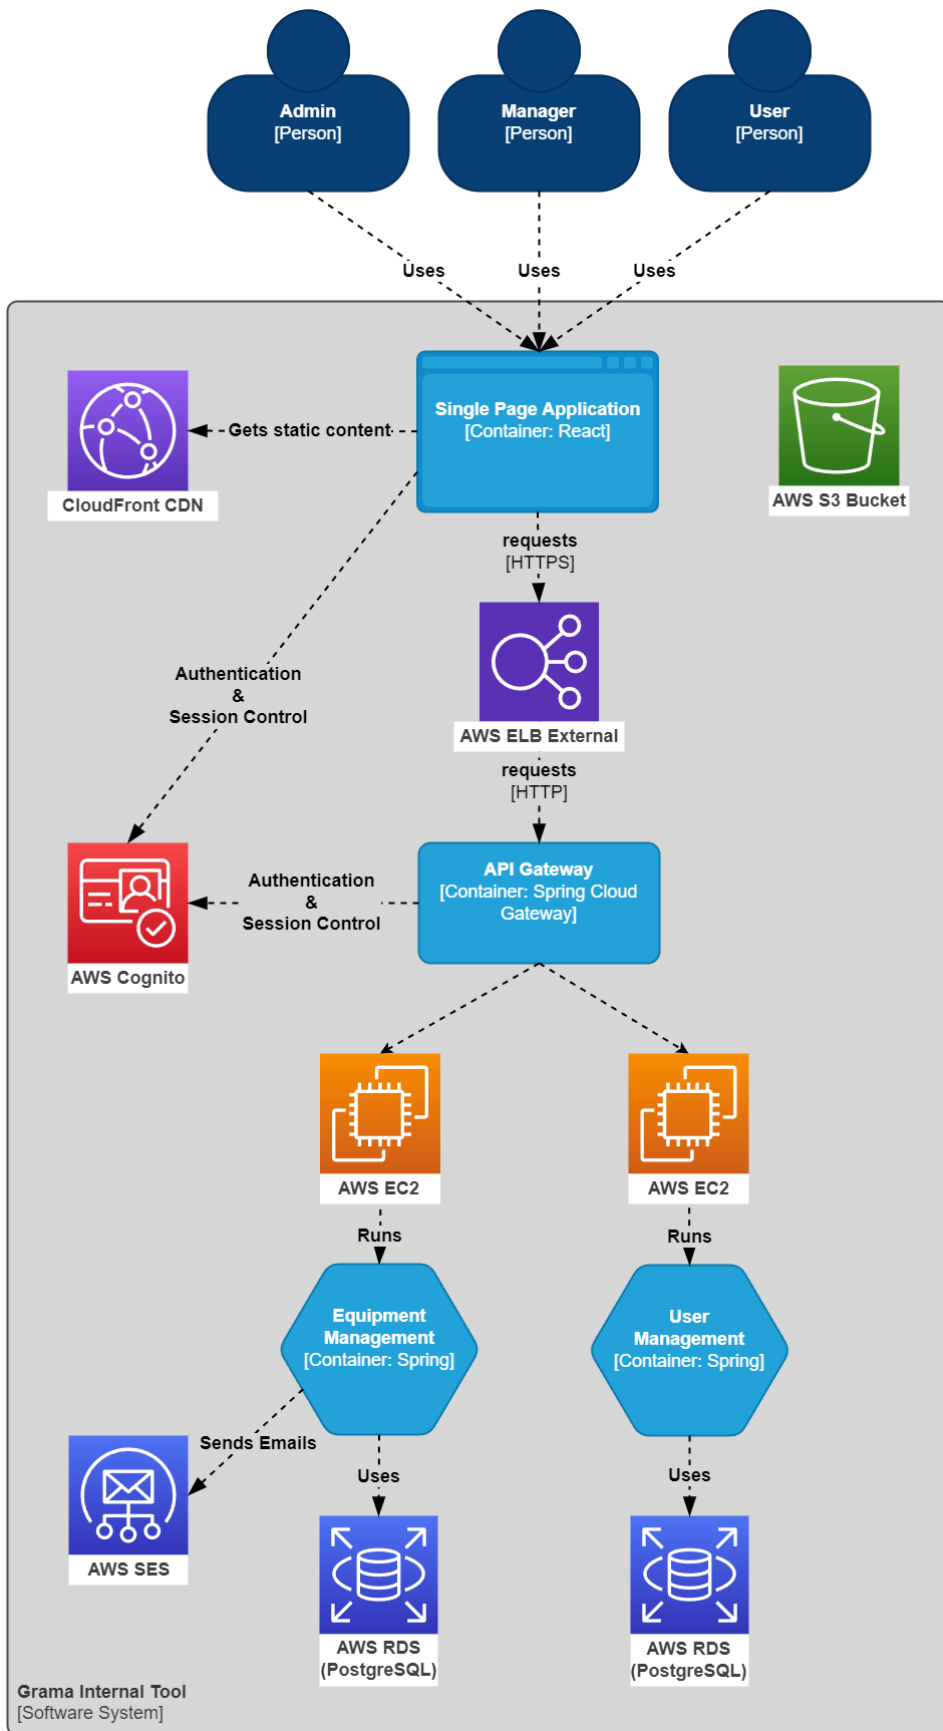 Admin
[Person]
Manager
[Person]
User
[Person]
Uses
Uses
Uses
Single Page Application
[Container: React]
Gets static content
CloudFront CDN
AWS S3 Bucket
requests
[HTTPS]
Authentication
&
Session Control
AWS ELB External
requests
[HTTP]
API Gateway
[Container: Spring Cloud
Gateway]
Authentication
&
Session Control
AWS Cognito
AWS EC2
AWS EC2
Runs
Runs
Equipment
Management
[Container: Spring]
User
Management
[Container: Spring]
Sends Emails
Uses
Uses
AWS SES
AWS RDS
(PostgreSQL)
AWS RDS
(PostgreSQL)
Grama Internal Tool
[Software System]